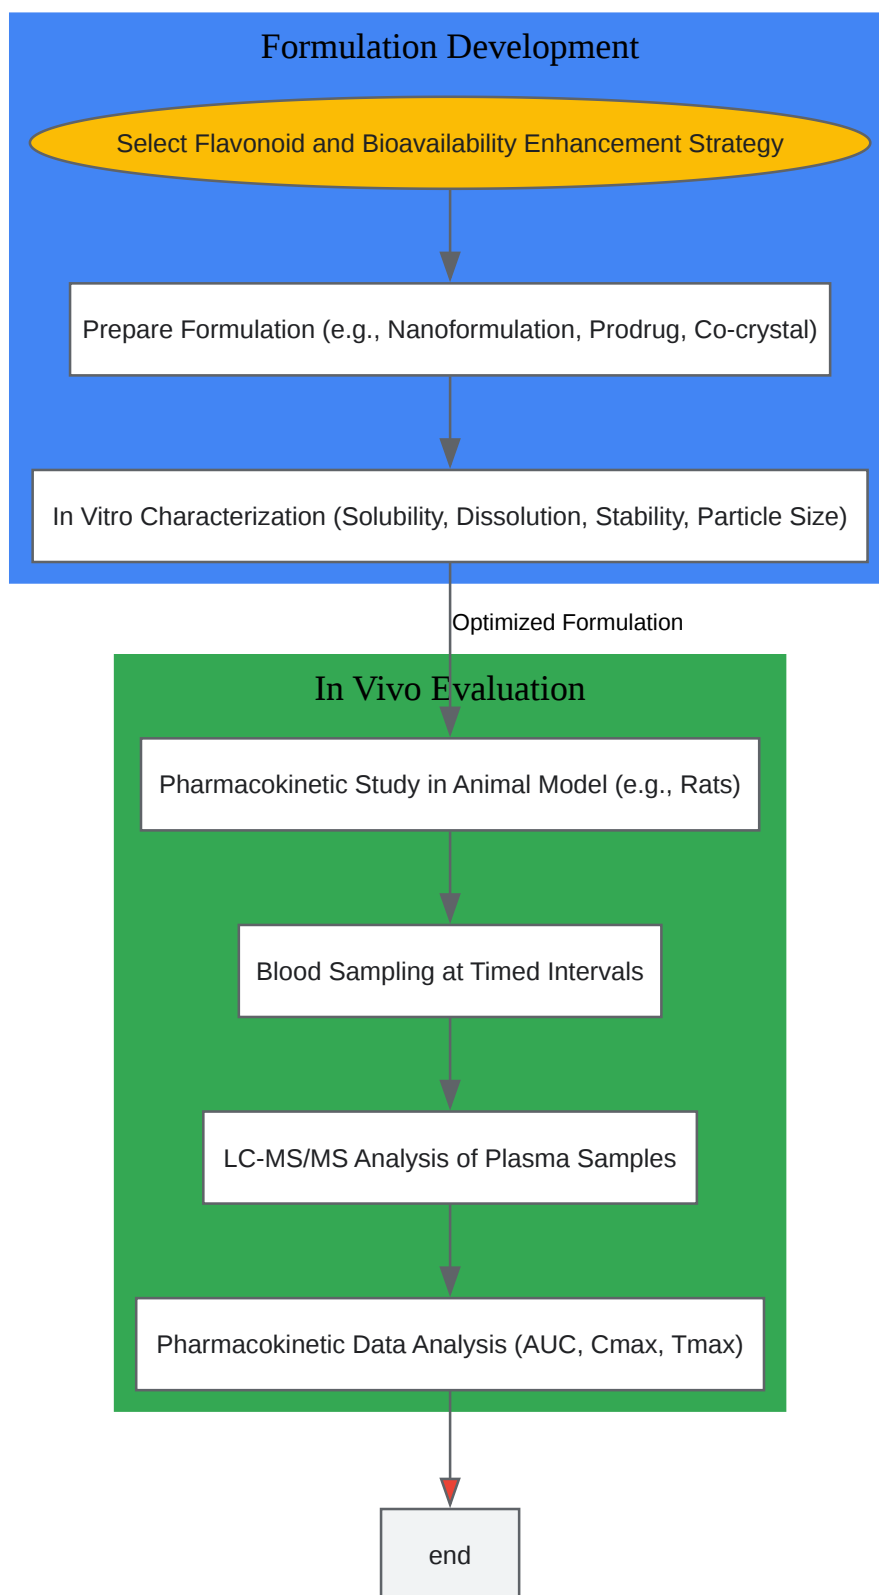 Formulation Development
Select Flavonoid and Bioavailability Enhancement Strategy
Prepare Formulation (e.g., Nanoformulation, Prodrug, Co-crystal)
In Vitro Characterization (Solubility, Dissolution, Stability, Particle Size)
Optimized Formulation
In Vivo Evaluation
Pharmacokinetic Study in Animal Model (e.g., Rats)
Blood Sampling at Timed Intervals
LC-MS/MS Analysis of Plasma Samples
Pharmacokinetic Data Analysis (AUC, Cmax, Tmax)
end